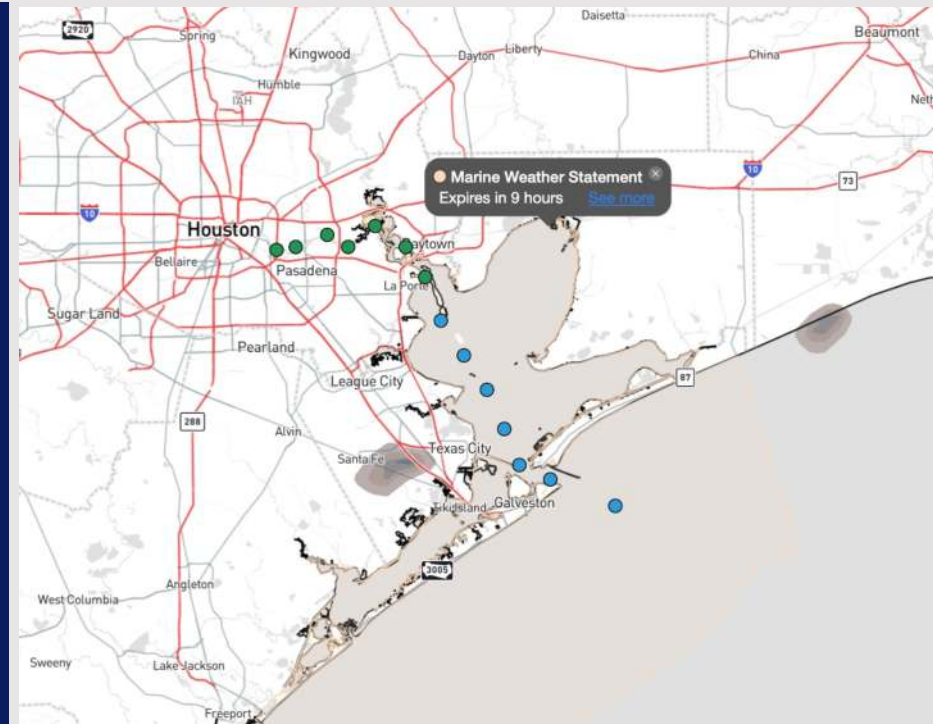 Daisetta
2920
Spring
Beaumont
Kingwood
Dayton
Liberty
China
Humble
IAH
Marine Weather Statement
Expires in 9 hours See more
10
73
10
Houston
Bellaire
Pasadena
La Porte
Sugar Land
Pearland
League City
87
288
Alvin
Texas City
Santa Fe
Galveston
3005
Angleton
West Columbia
Sweeny
Lake Jackson
Freeport